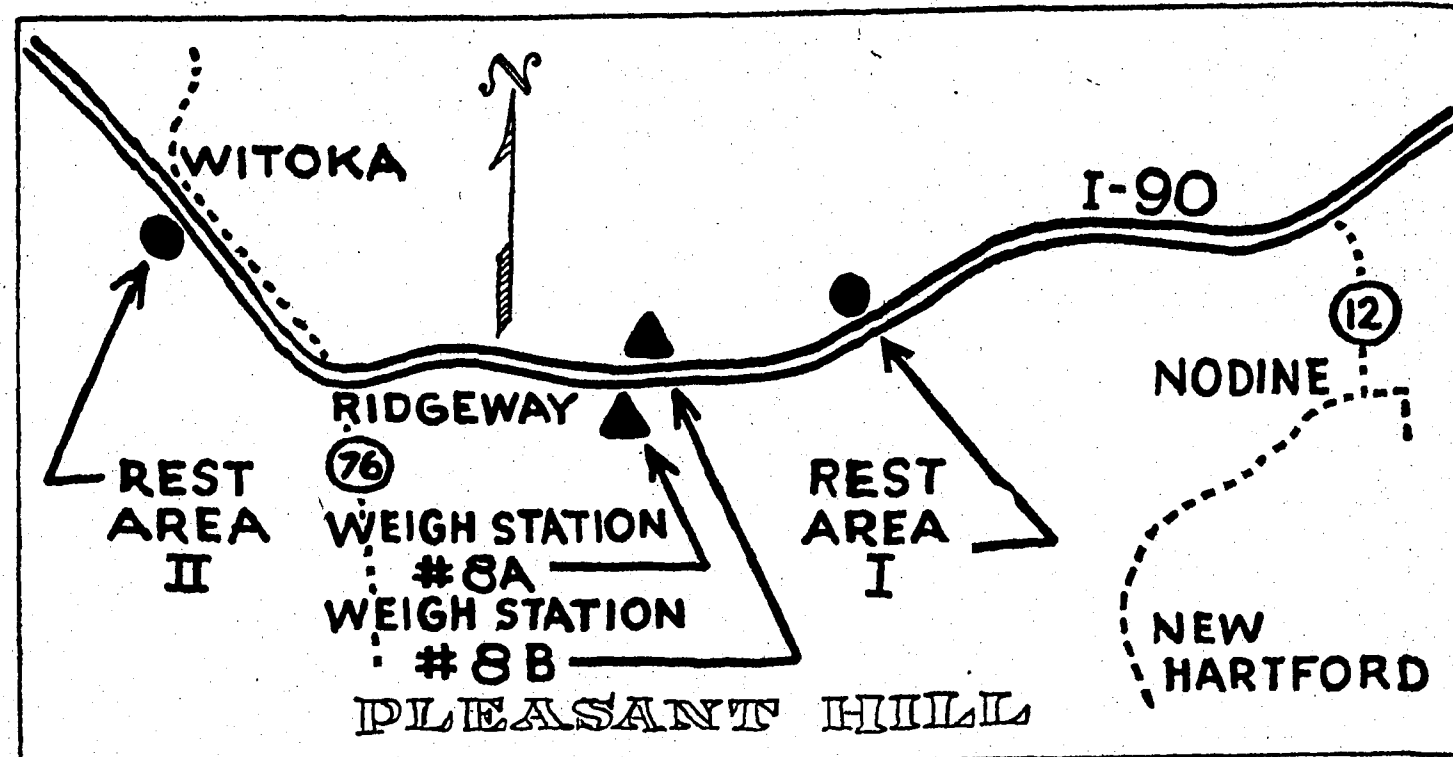 N
WITOKA
I-90
12
NODINE
RIDGEWAY
76
REST
AREA
II
WEIGH STATION
#8A
WEIGH STATION
#8B
REST
AREA
I
NEW
HARTFORD
PLEASANT HILL